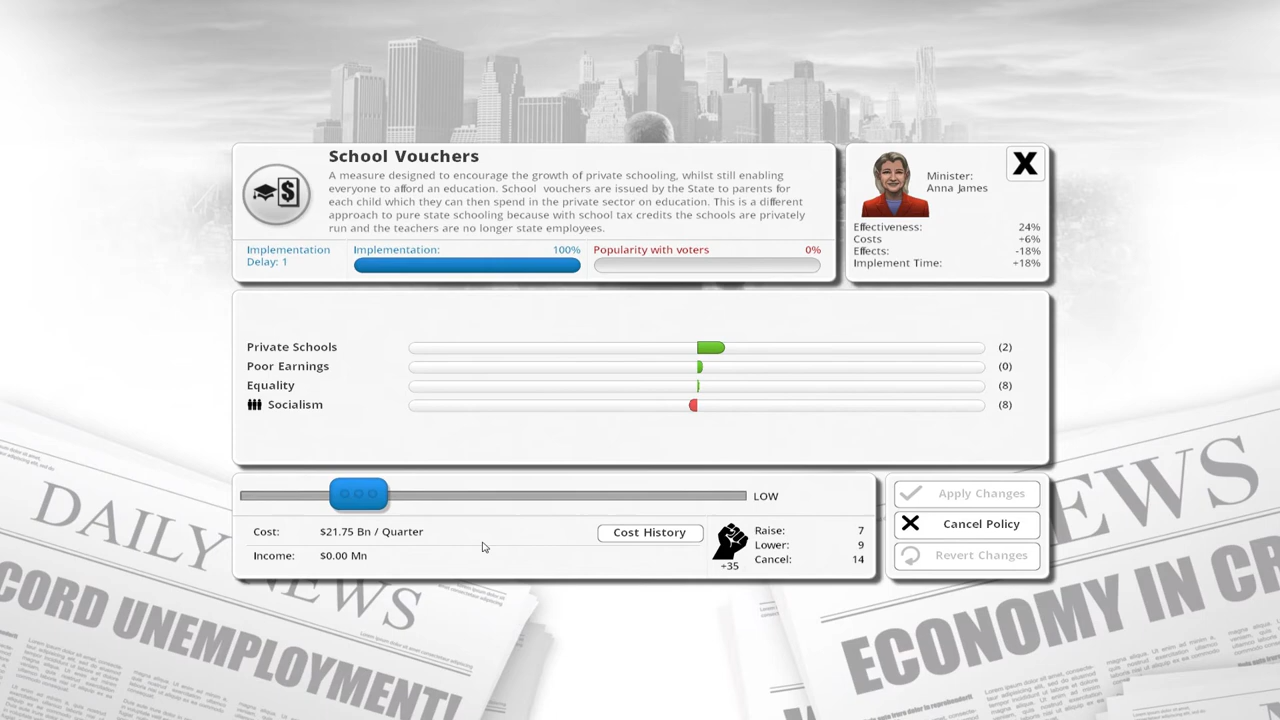 School Vouchers
A measure designed to encourage the growth of private schooling, whilst still enabling
everyone to afford an education. School vouchers are issued by the State to parents for
each child which they can then spend in the private sector on education. This is a different
approach to pure state schooling because with school tax credits the schools are privately
run and the teachers are no longer state employees.
Implementation
Delay: 1
Implementation: 100%
Popularity with voters 0%
X
Minister:
Anna James
Effectiveness: 24%
Costs +6%
Effects: -18%
Implement Time: +18%
Private Schools (2)
Poor Earnings (0)
Equality (8)
Socialism (8)
LOW
Cost: $21.75 Bn / Quarter
Income: $0.00 Mn
Cost History
+35
Raise: 7
Lower: 9
Cancel: 14
Apply Changes
Cancel Policy
Revert Changes
DAILY NEWS
CORD UNEMPLOYMENT!
EWS
ECONOMY IN CR